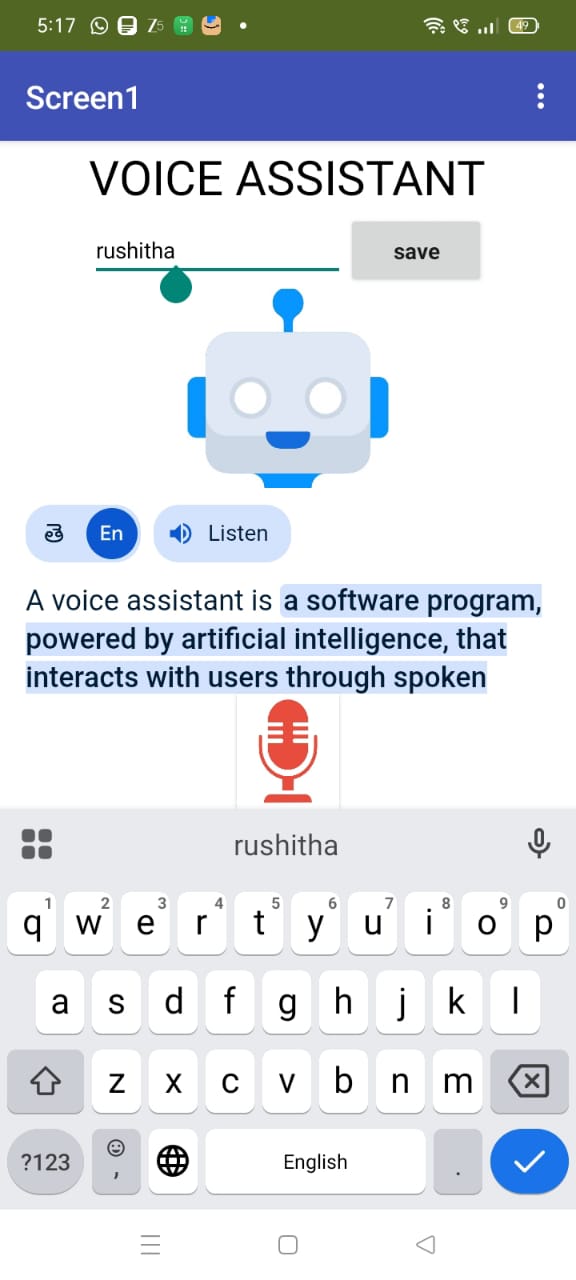 5:17 Z5 49
Screen1
VOICE ASSISTANT
rushitha save
తె En Listen
A voice assistant is a software program,
powered by artificial intelligence, that
interacts with users through spoken
rushitha
1 2 3 4 5 6 7 8 9 0
q w e r t y u i o p
a s d f g h j k l
z x c v b n m
?123 , English .